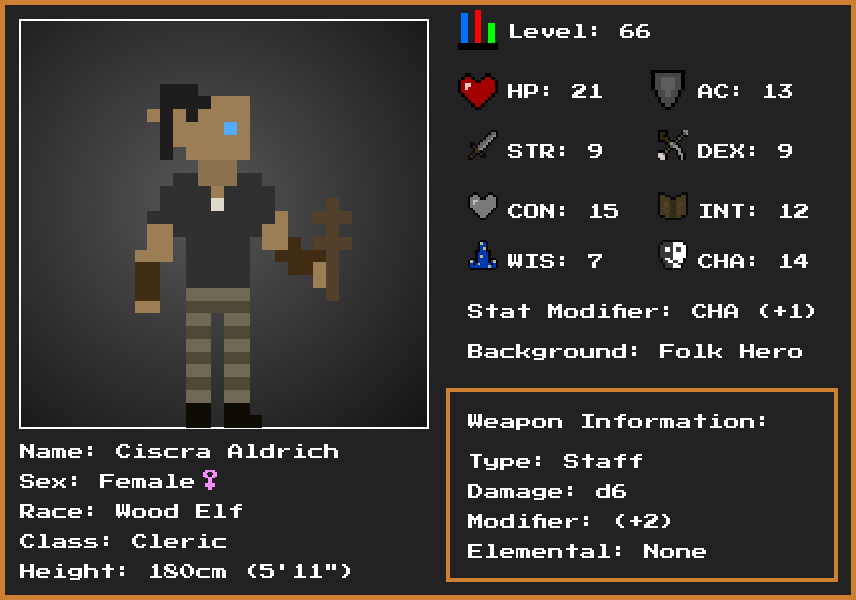 Level: 66
HP: 21 AC: 13
STR: 9 DEX: 9
CON: 15 INT: 12
WIS: 7 CHA: 14
Stat Modifier: CHA (+1)
Background: Folk Hero
Weapon Information:
Type: Staff
Damage: d6
Modifier: (+2)
Elemental: None
Name: Ciscra Aldrich
Sex: Female♀
Race: Wood Elf
Class: Cleric
Height: 180cm (5'11")